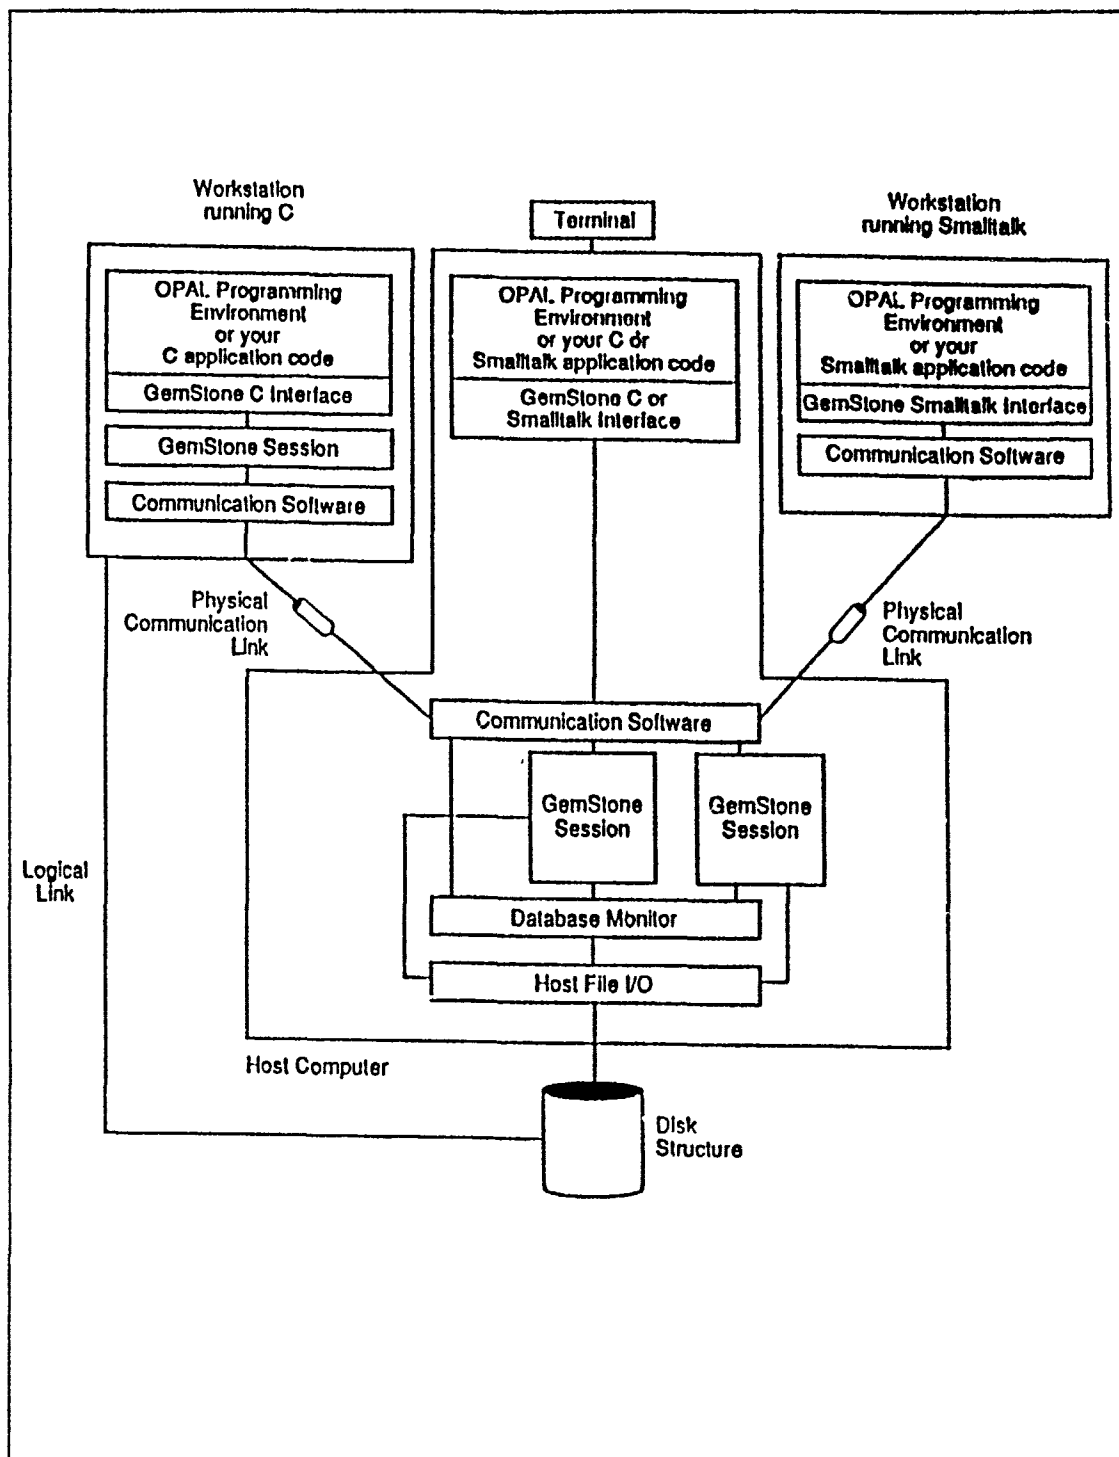 Workstation
running C
OPAL Programming
Environment
or your
C application code
GemStone C Interface
GemStone Session
Communication Software
Terminal
OPAL Programming
Environment
or your C or
Smalltalk application code
GemStone C or
Smalltalk Interface
Workstation
running Smalltalk
OPAL Programming
Environment
or your
Smalltalk application code
GemStone Smalltalk Interface
Communication Software
Physical
Communication
Link
Physical
Communication
Link
Communication Software
GemStone
Session
GemStone
Session
Logical
Link
Database Monitor
Host File I/O
Host Computer
Disk
Structure